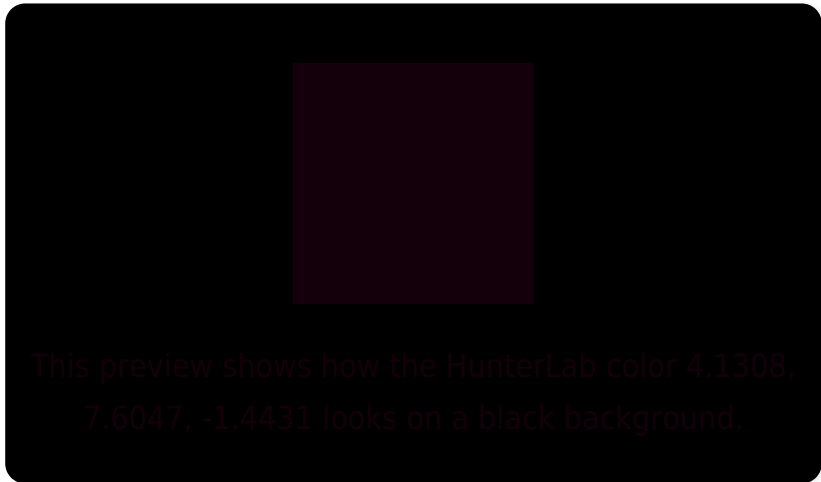 This preview shows how the HunterLab color 4.1308,
7.6047, -1.4431 looks on a black background.